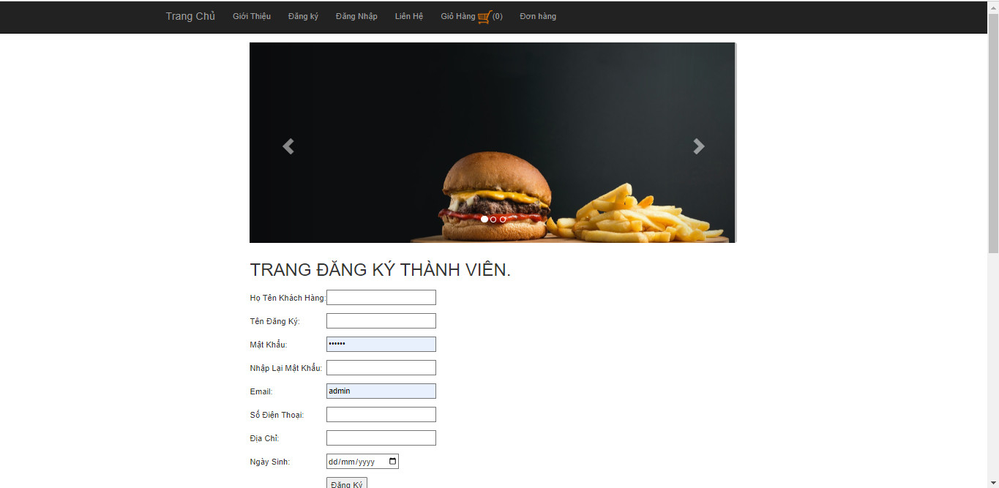 Trang Chủ Giới Thiệu Đăng ký Đăng Nhập Liên Hệ Giỏ Hàng (0) Đơn hàng
TRANG ĐĂNG KÝ THÀNH VIÊN.
Họ Tên Khách Hàng:
Tên Đăng Ký:
Mật Khẩu: ••••••
Nhập Lại Mật Khẩu:
Email: admin
Số Điện Thoại:
Địa Chỉ:
Ngày Sinh: dd/mm/yyyy
Đăng Ký